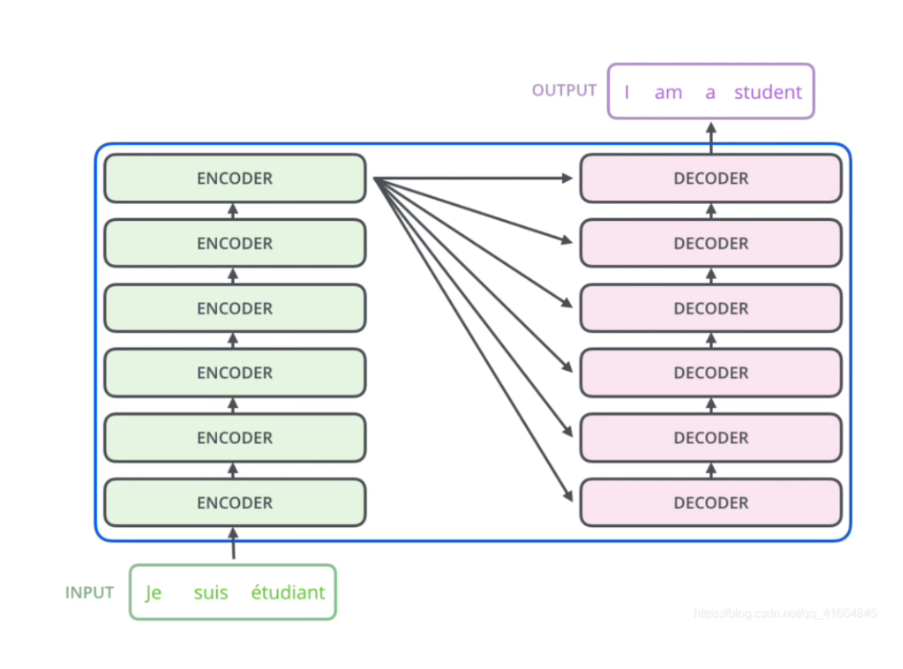 OUTPUT I am a student
ENCODER DECODER
ENCODER DECODER
ENCODER DECODER
ENCODER DECODER
ENCODER DECODER
ENCODER DECODER
INPUT Je suis étudiant
https://blog.csdn.net/qq_41664845